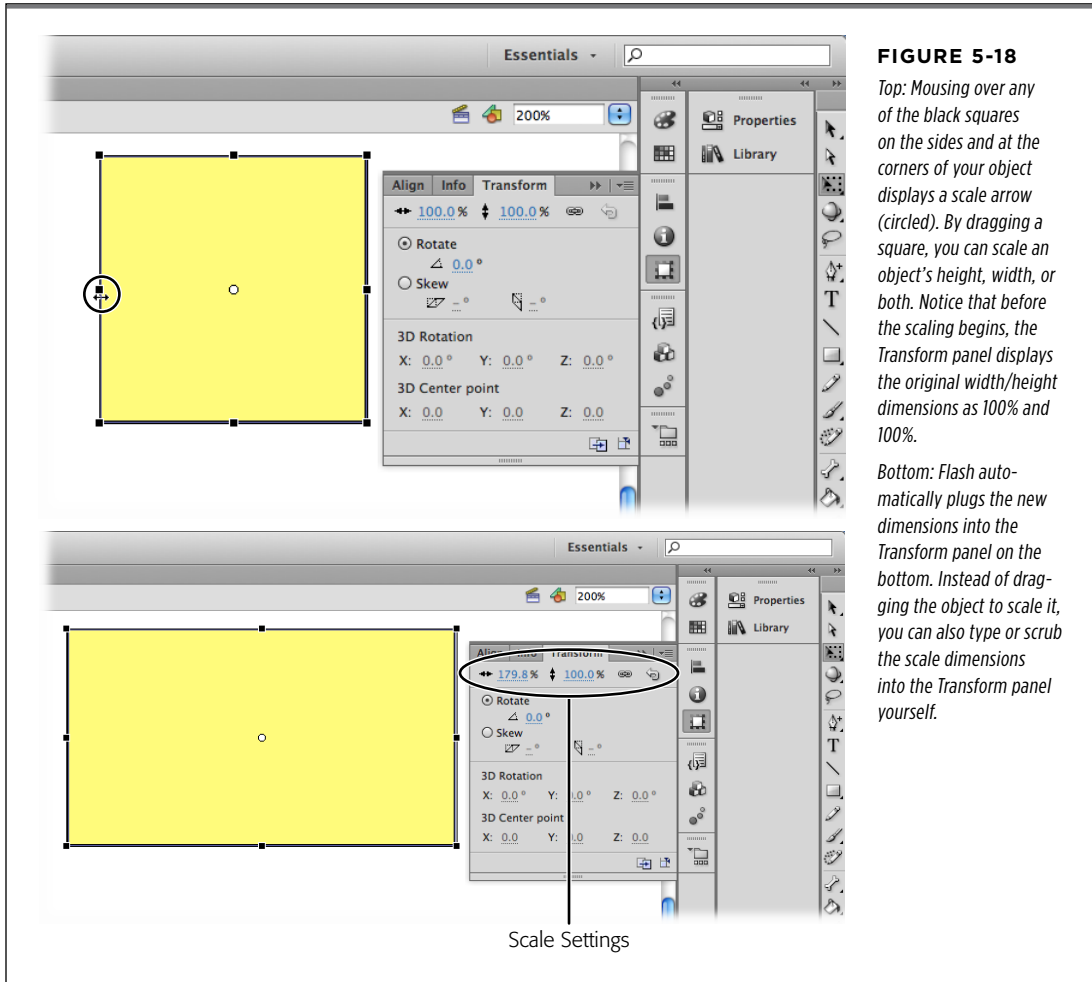 Essentials
200%
Properties
Library
Align Info Transform
100.0 % 100.0 %
Rotate
0.0 °
Skew
– ° – °
3D Rotation
X: 0.0 ° Y: 0.0 ° Z: 0.0 °
3D Center point
X: 0.0 Y: 0.0 Z: 0.0
T
Essentials
200%
Properties
Library
Align Info Transform
179.8 % 100.0 %
Rotate
0.0 °
Skew
– ° – °
3D Rotation
X: 0.0 ° Y: .0 ° Z: 0.0 °
3D Center point
X: 0.0 Y: .0 Z: 0.0
T
Scale Settings
FIGURE 5-18
Top: Mousing over any
of the black squares
on the sides and at the
corners of your object
displays a scale arrow
(circled). By dragging a
square, you can scale an
object’s height, width, or
both. Notice that before
the scaling begins, the
Transform panel displays
the original width/height
dimensions as 100% and
100%.
Bottom: Flash auto-
matically plugs the new
dimensions into the
Transform panel on the
bottom. Instead of drag-
ging the object to scale it,
you can also type or scrub
the scale dimensions
into the Transform panel
yourself.